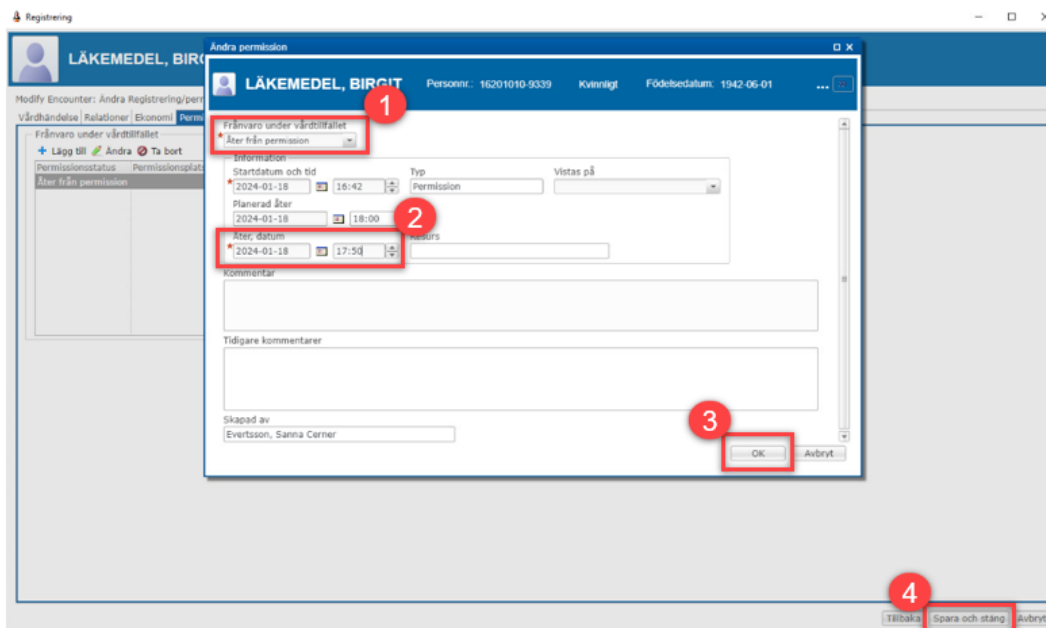 Registrering
LÄKEMEDEL, BIRG
Modify Encounter: Ändra Registrering/perr
Vårdhändelse Relationer Ekonomi Permi
Frånvaro under vårdtillfället
Lägg till Ändra Ta bort
Permissionsstatus Permissionsplats
Åter från permission
Ändra permission
LÄKEMEDEL, BIRGIT Personnr.: 16201010-9339 Kvinnligt Födelsedatum: 1942-06-01 ...
1
Frånvaro under vårdtillfället
* Åter från permission
Information
Startdatum och tid Typ Vistas på
* 2024-01-18 16:42 Permission
Planerad åter
2024-01-18 18:00
2
Åter, datum Resurs
* 2024-01-18 17:50
Kommentar
Tidigare kommentarer
Skapad av
Evertsson, Sanna Cerner
3
OK Avbryt
4
Tillbaka Spara och stäng Avbryt